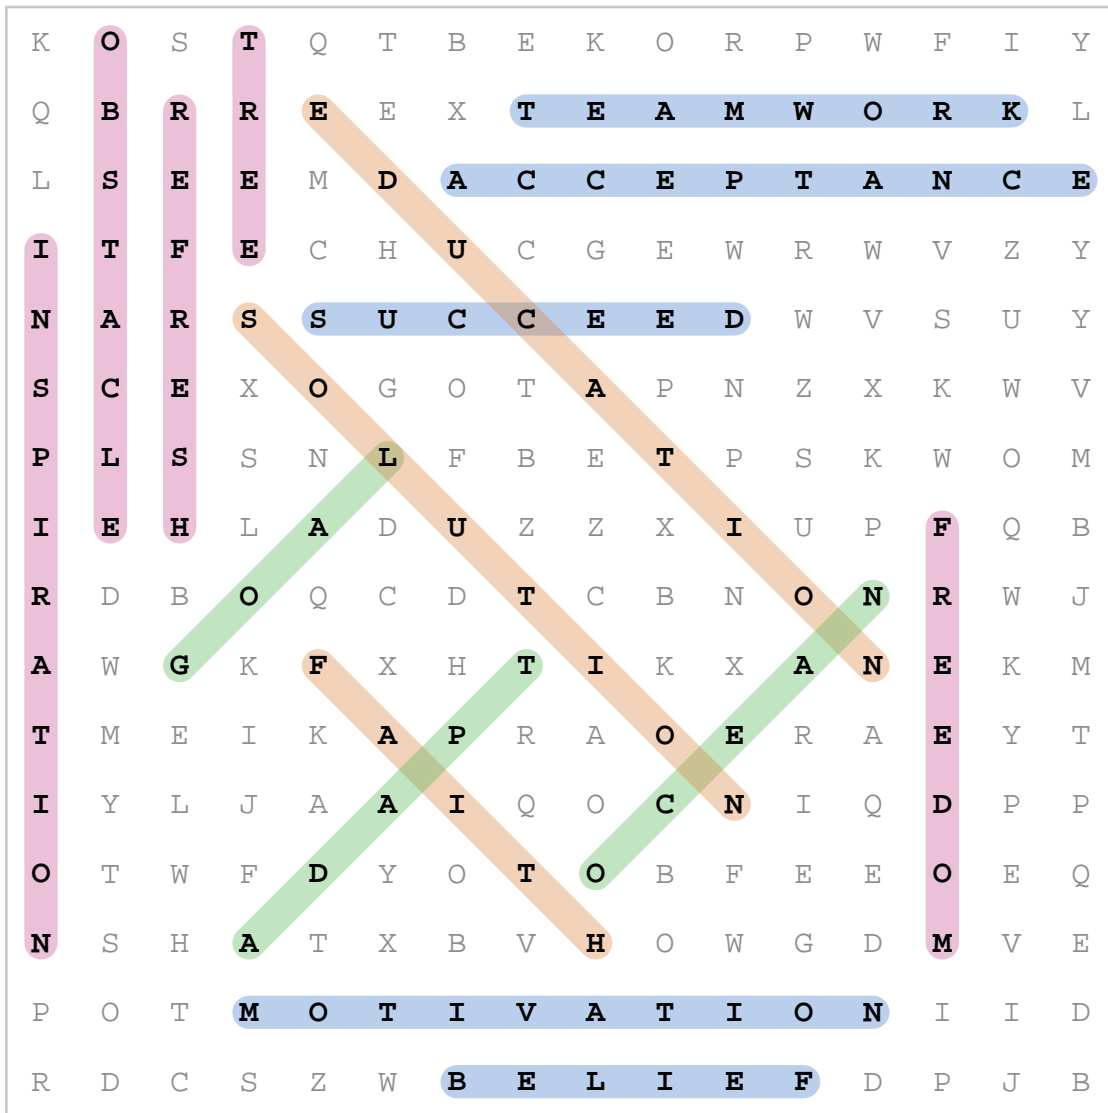 K O S T Q T B E K O R P W F I Y
Q B R R E E X T E A M W O R K L
L S E E M D A C C E P T A N C E
I T F E C H U C G E W R W V Z Y
N A R S S U C C E E D W V S U Y
S C E X O G O T A P N Z X K W V
P L S S N L F B E T P S K W O M
I E H L A D U Z Z X I U P F Q B
R D B O Q C D T C B N O N R W J
A W G K F X H T I K X A N E K M
T M E I K A P R A O E R A E Y T
I Y L J A A I Q O C N I Q D P P
O T W F D Y O T O B F E E O E Q
N S H A T X B V H O W G D M V E
P O T M O T I V A T I O N I I D
R D C S Z W B E L I E F D P J B